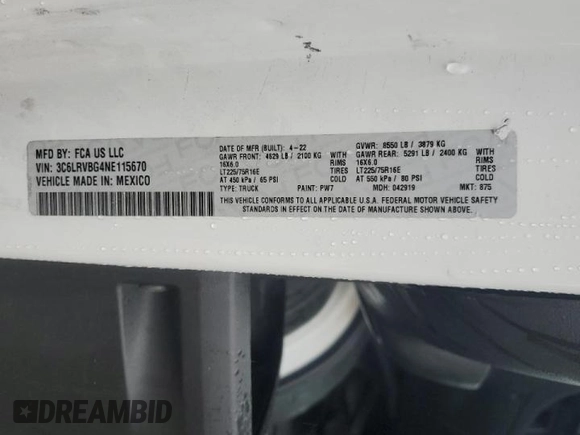 MFD BY: FCA US LLC
VIN: 3C6LRVBG4NE115670
VEHICLE MADE IN: MEXICO
DATE OF MFR (BUILT): 4-22
GVWR: 8550 LB / 3879 KG
GAWR FRONT: 4629 LB / 2100 KG WITH
16X6.0 RIMS
LT225/75R16E TIRES
AT 450 kPa / 65 PSI COLD
GAWR REAR: 5291 LB / 2400 KG WITH
16X6.0 RIMS
LT225/75R16E TIRES
AT 550 kPa / 80 PSI COLD
TYPE: TRUCK PAINT: PW7 MDH: 042919 MKT: 875
THIS VEHICLE CONFORMS TO ALL APPLICABLE U.S.A. FEDERAL MOTOR VEHICLE SAFETY
STANDARDS IN EFFECT ON THE DATE OF MANUFACTURE SHOWN ABOVE.
DREAMBID